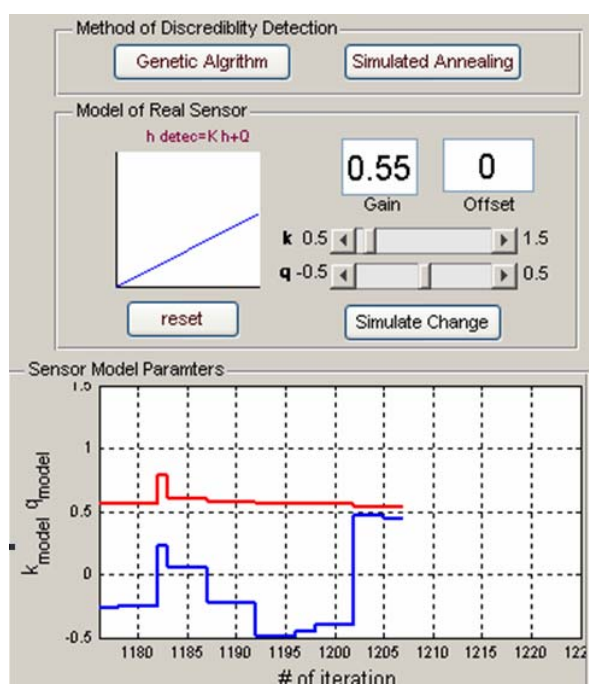 Method of Discrediblity Detection
Genetic Algrithm
Simulated Annealing
Model of Real Sensor
h detec=K h+Q
0.55
0
Gain
Offset
k 0.5
1.5
q -0.5
0.5
reset
Simulate Change
Sensor Model Paramters
1.5
1
0.5
0
-0.5
k model q model
1180 1185 1190 1195 1200 1205 1210 1215 1220 122
# of iteration